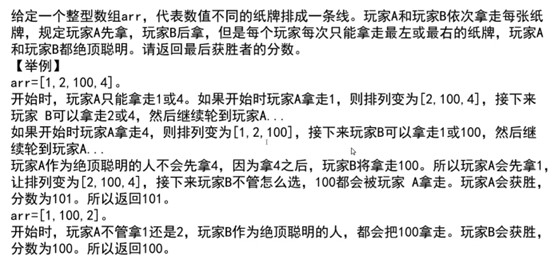 给定一个整型数组arr，代表数值不同的纸牌排成一条线。玩家A和玩家B依次拿走每张纸
牌，规定玩家A先拿，玩家B后拿，但是每个玩家每次只能拿走最左或最右的纸牌，玩家A
和玩家B都绝顶聪明。请返回最后获胜者的分数。
【举例】
arr=[1,2,100,4]。
开始时，玩家A只能拿走1或4。如果开始时玩家A拿走1，则排列变为[2,100,4]，接下来
玩家 B可以拿走2或4，然后继续轮到玩家A...
如果开始时玩家A拿走4，则排列变为[1,2,100]，接下来玩家B可以拿走1或100，然后继
续轮到玩家A...
玩家A作为绝顶聪明的人不会先拿4，因为拿4之后，玩家B将拿走100。所以玩家A会先拿1，
让排列变为[2,100,4]，接下来玩家B不管怎么选，100都会被玩家 A拿走。玩家A会获胜，
分数为101。所以返回101。
arr=[1,100,2]。
开始时，玩家A不管拿1还是2，玩家B作为绝顶聪明的人，都会把100拿走。玩家B会获胜，
分数为100。所以返回100。